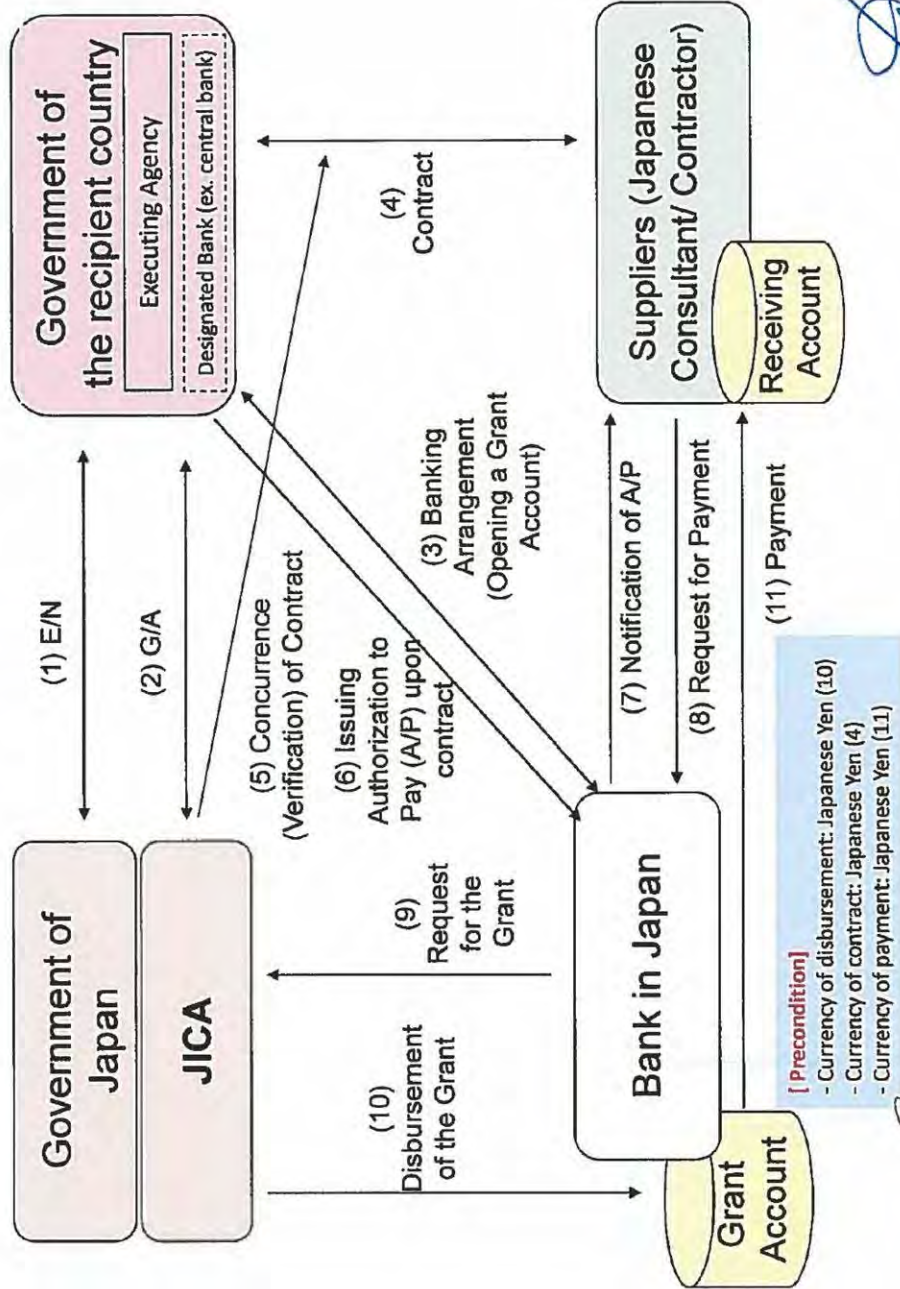 Government of
Japan
JICA
(1) E/N
(2) G/A
Government of
the recipient country
Executing Agency
Designated Bank (ex. central bank)
(5) Concurrence
(Verification) of Contract
(6) Issuing
Authorization to
Pay (A/P) upon
contract
(4)
Contract
(3) Banking
Arrangement
(Opening a Grant
Account)
(9)
Request
for the
Grant
(10)
Disbursement
of the Grant
Bank in Japan
Grant
Account
(7) Notification of A/P
(8) Request for Payment
(11) Payment
Suppliers (Japanese
Consultant/ Contractor)
Receiving
Account
[ Precondition]
- Currency of disbursement: Japanese Yen (10)
- Currency of contract: Japanese Yen (4)
- Currency of payment: Japanese Yen (11)